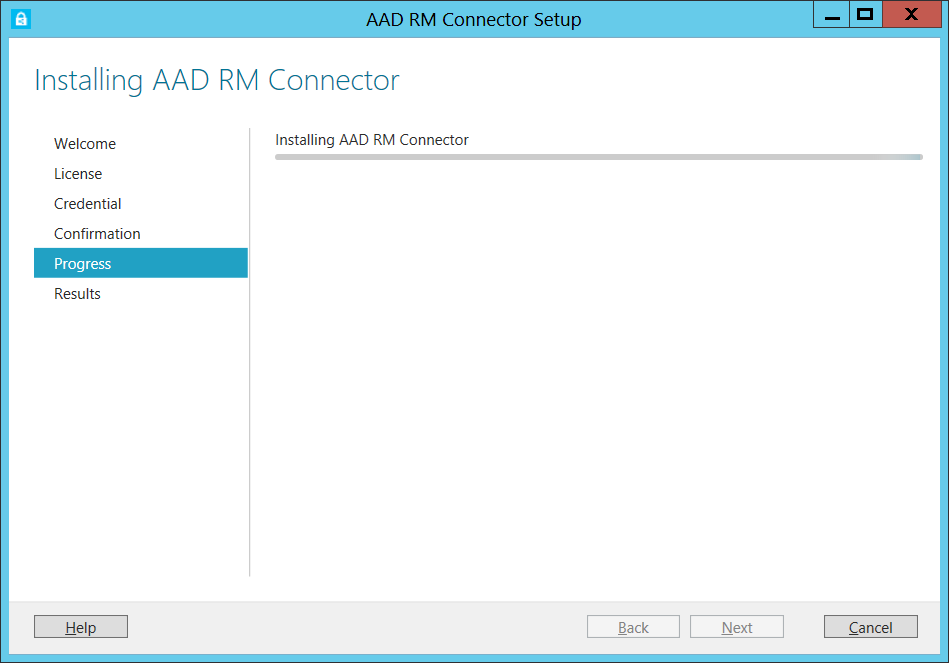 AAD RM Connector Setup
Installing AAD RM Connector
Welcome
License
Credential
Confirmation
Progress
Results
Installing AAD RM Connector
Help
Back
Next
Cancel